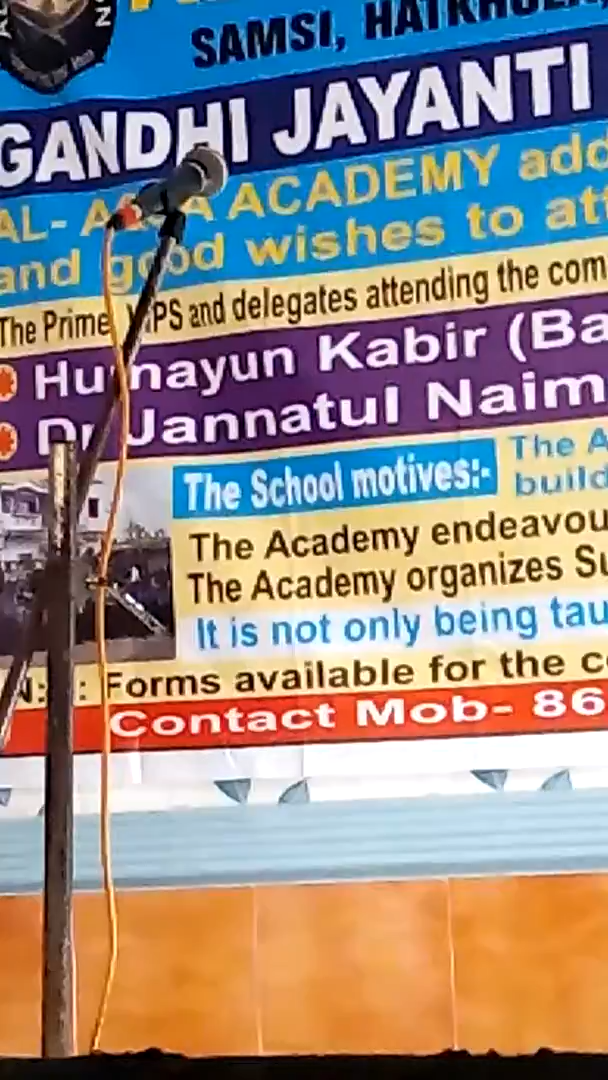 SAMSI, HATKHOLA,
GANDHI JAYANTI
AL- ACADEMY add
and good wishes to att
The Prime PS and delegates attending the com
Humayun Kabir (Ba
Dr Jannatul Naim
The School motives:-
The A
build
The Academy endeavou
The Academy organizes Su
It is not only being tau
Forms available for the c
Contact Mob- 86